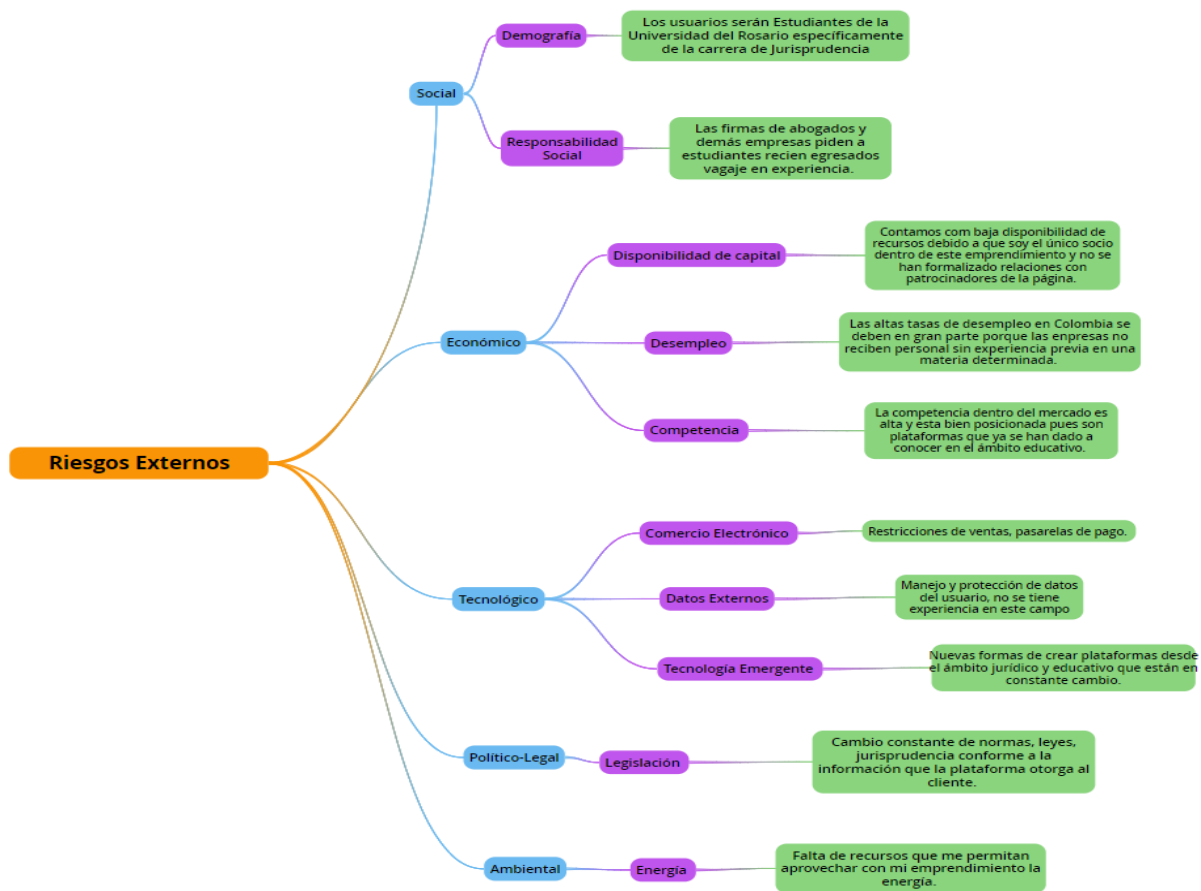 Riesgos Externos
Social
Demografía
Los usuarios serán Estudiantes de la
Universidad del Rosario específicamente
de la carrera de Jurisprudencia
Responsabilidad
Social
Las firmas de abogados y
demás empresas piden a
estudiantes recien egresados
vagaje en experiencia.
Económico
Disponibilidad de capital
Contamos com baja disponibilidad de
recursos debido a que soy el único socio
dentro de este emprendimiento y no se
han formalizado relaciones con
patrocinadores de la página.
Desempleo
Las altas tasas de desempleo en Colombia se
deben en gran parte porque las enpresas no
reciben personal sin experiencia previa en una
materia determinada.
Competencia
La competencia dentro del mercado es
alta y esta bien posicionada pues son
plataformas que ya se han dado a
conocer en el ámbito educativo.
Tecnológico
Comercio Electrónico
Restricciones de ventas, pasarelas de pago.
Datos Externos
Manejo y protección de datos
del usuario, no se tiene
experiencia en este campo
Tecnología Emergente
Nuevas formas de crear plataformas desde
el ámbito jurídico y educativo que están en
constante cambio.
Político-Legal
Legislación
Cambio constante de normas, leyes,
jurisprudencia conforme a la
información que la plataforma otorga al
cliente.
Ambiental
Energía
Falta de recursos que me permitan
aprovechar con mi emprendimiento la
energía.